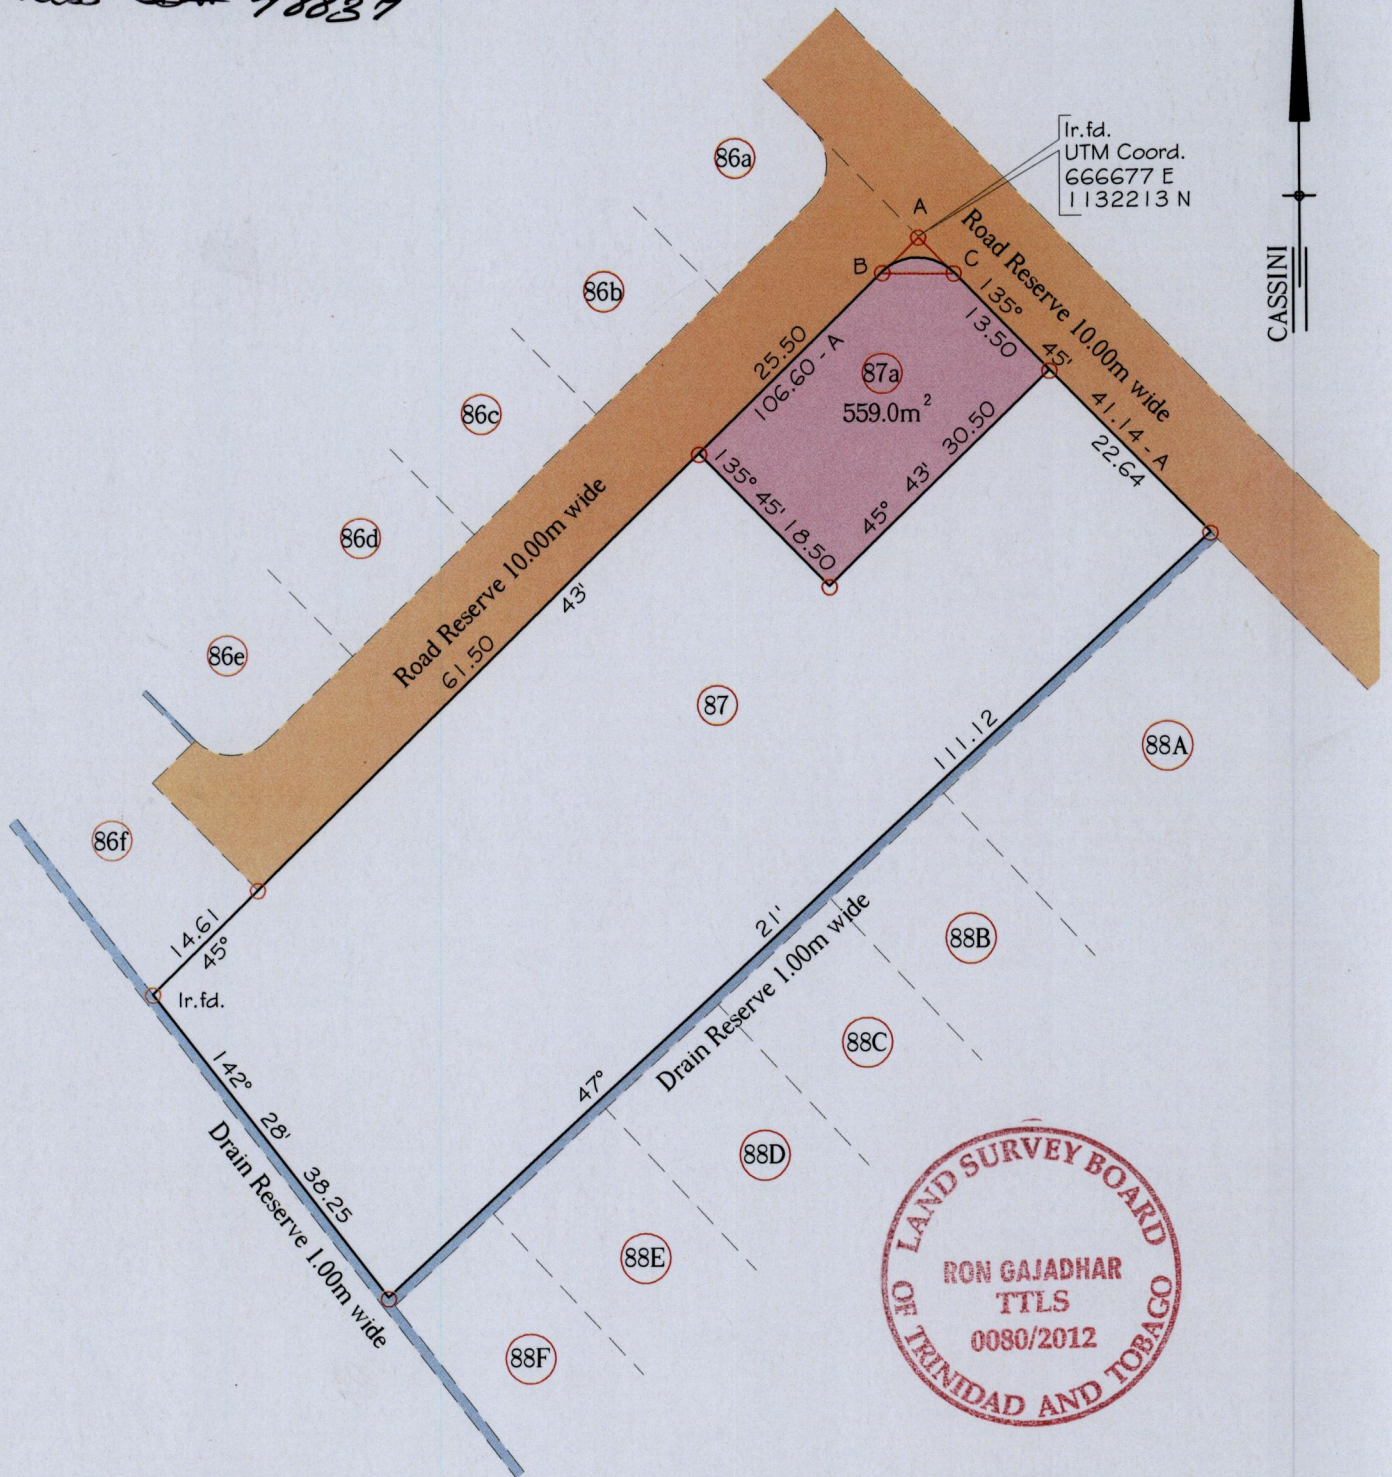 78837
86a
Ir.fd.
UTM Coord.
666677 E
1132213 N
A
B
C
Road Reserve 10.00m wide
CASSINI
86b
135°
13.50
45'
25.50
106.60 - A
87a
559.0m²
41.14 - A
22.64
86c
30.50
43'
45°
135° 45' 18.50
86d
Road Reserve 10.00m wide
43'
61.50
86e
87
88A
111.12
86f
14.61
45°
Ir.fd.
21'
88B
Drain Reserve 1.00m wide
88C
47°
142°
28'
38.25
Drain Reserve 1.00m wide
88D
88E
88F
LAND SURVEY BOARD
RON GAJADHAR
TTLS
0080/2012
OF TRINIDAD AND TOBAGO